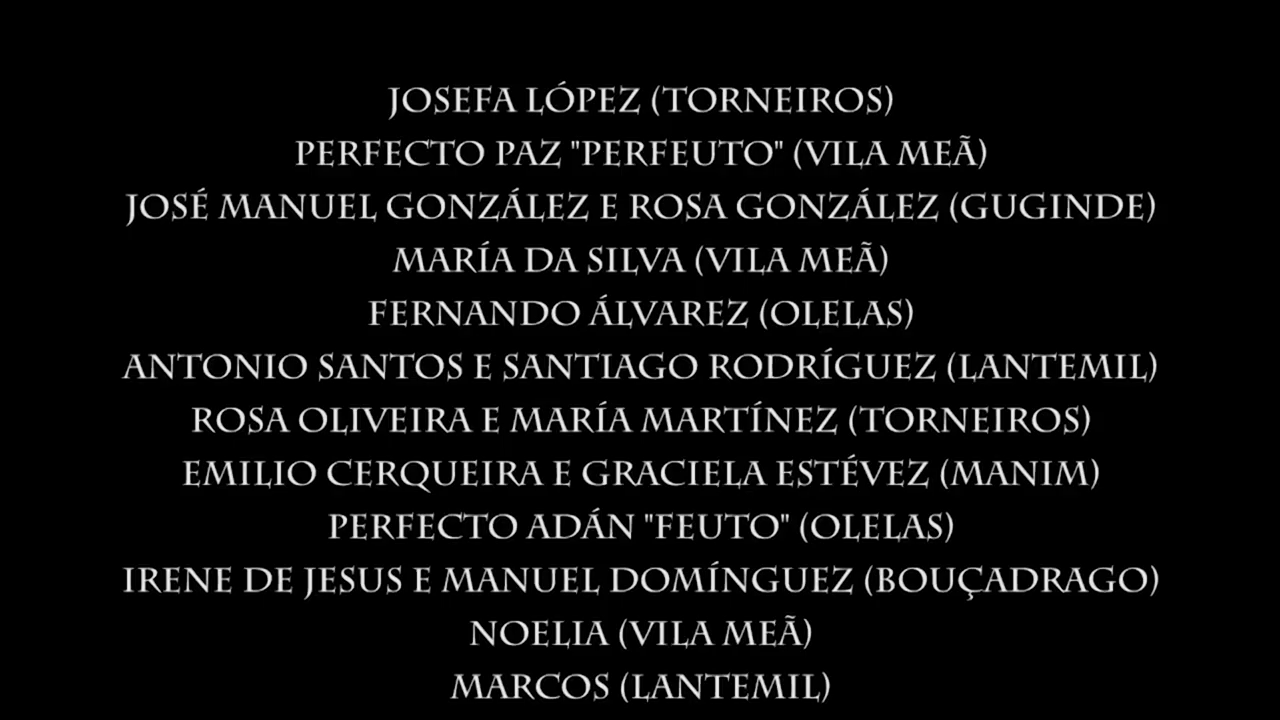 JOSEFA LÓPEZ (TORNEIROS)
PERFECTO PAZ "PERFEUTO" (VILA MEÃ)
JOSÉ MANUEL GONZÁLEZ E ROSA GONZÁLEZ (GUGINDE)
MARÍA DA SILVA (VILA MEÃ)
FERNANDO ÁLVAREZ (OLELAS)
ANTONIO SANTOS E SANTIAGO RODRÍGUEZ (LANTEMIL)
ROSA OLIVEIRA E MARÍA MARTÍNEZ (TORNEIROS)
EMILIO CERQUEIRA E GRACIELA ESTÉVEZ (MANIM)
PERFECTO ADÁN "FEUTO" (OLELAS)
IRENE DE JESUS E MANUEL DOMÍNGUEZ (BOUÇADRAGO)
NOELIA (VILA MEÃ)
MARCOS (LANTEMIL)